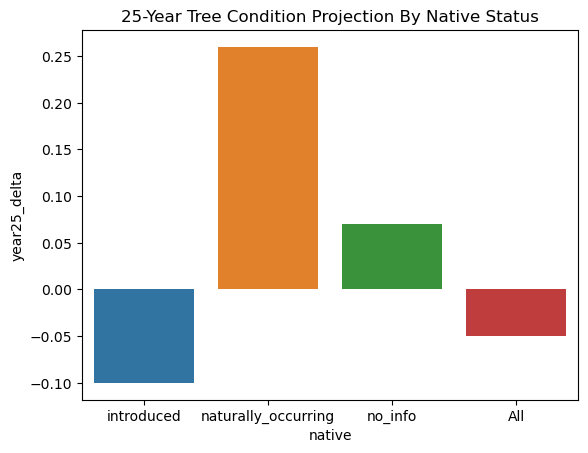 25-Year Tree Condition Projection By Native Status
year25_delta
0.25
0.20
0.15
0.10
0.05
0.00
−0.05
−0.10
introduced naturally_occurring no_info All
native